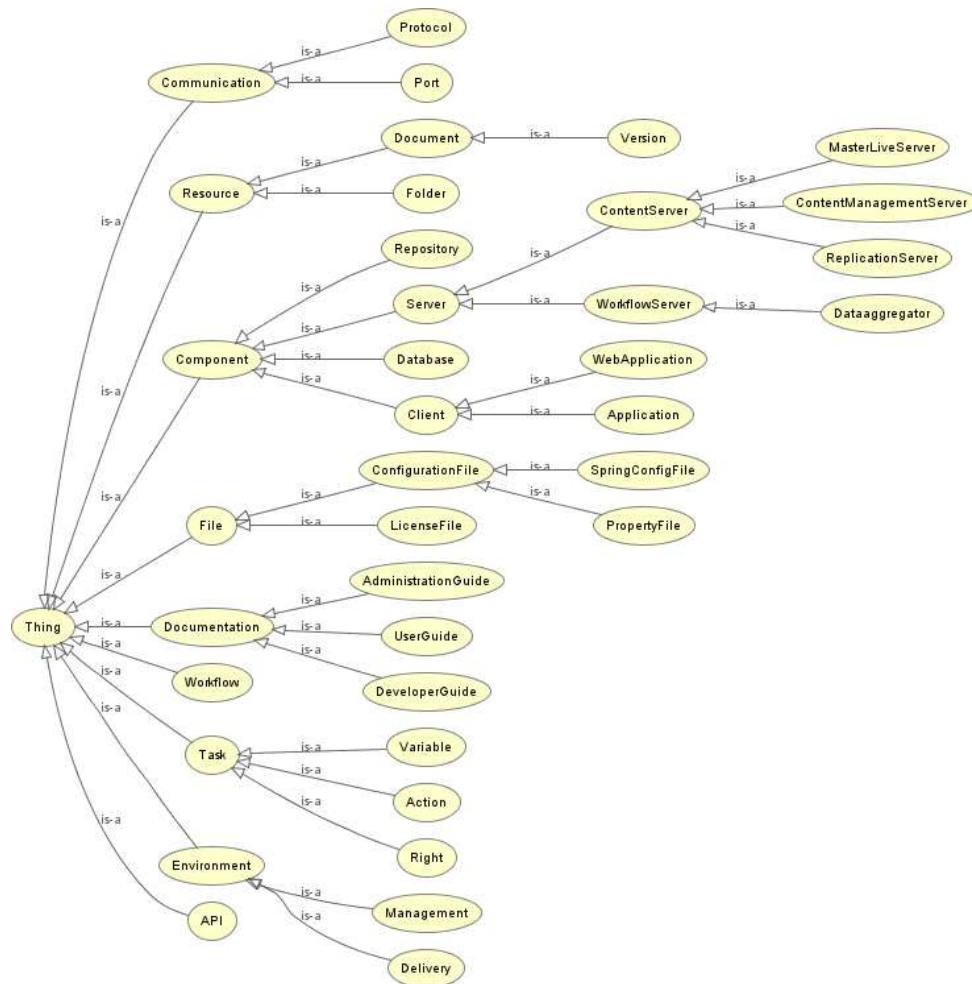 Protocol
is-a
Communication
is-a
Port
Document
is-a
Version
is-a
MasterLiveServer
Resource
is-a
Folder
is-a
ContentServer
is-a
ContentManagementServer
is-a
is-a
Repository
is-a
ReplicationServer
is-a
is-a
Server
is-a
WorkflowServer
is-a
Dataaggregator
is-a
Component
is-a
Database
WebApplication
is-a
is-a
Client
is-a
Application
ConfigurationFile
is-a
SpringConfigFile
is-a
is-a
is-a
File
is-a
LicenseFile
PropertyFile
is-a
AdministrationGuide
is-a
Thing
is-a
Documentation
is-a
UserGuide
is-a
is-a
Workflow
DeveloperGuide
is-a
Task
is-a
Variable
is-a
is-a
Action
is-a
is-a
Right
Environment
is-a
Management
API
is-a
Delivery